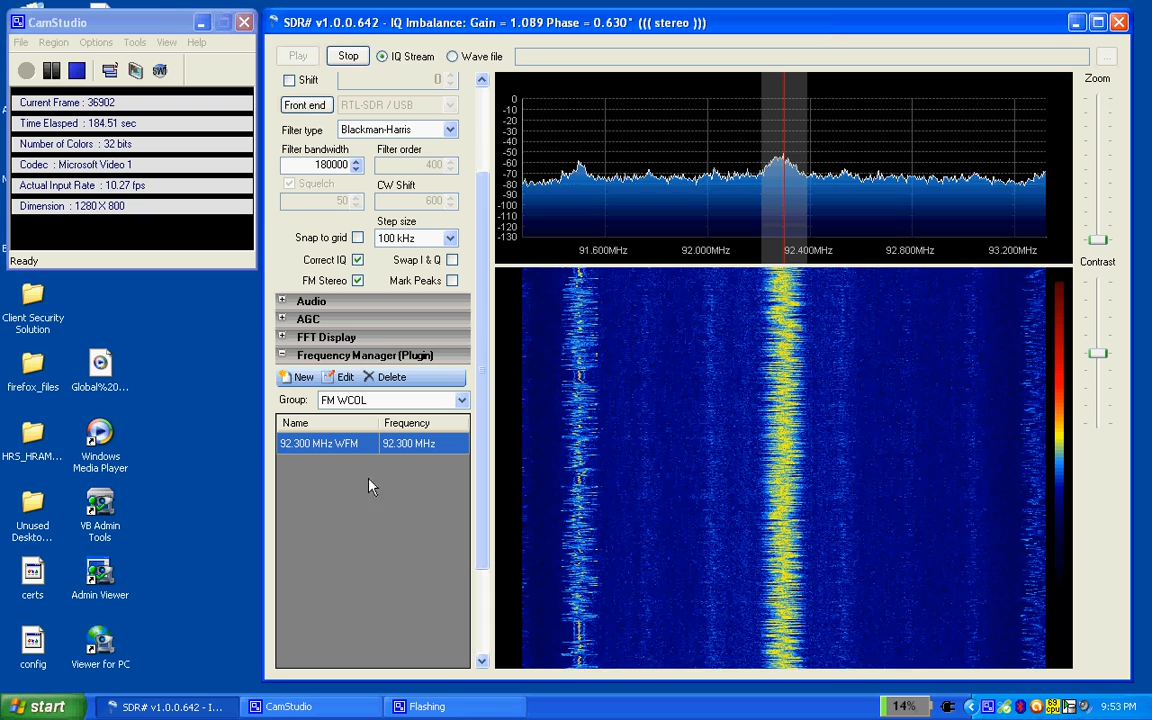 CamStudio
File Region Options Tools View Help
Current Frame : 36902
Time Elasped : 184.51 sec
Number of Colors : 32 bits
Codec : Microsoft Video 1
Actual Input Rate : 10.27 fps
Dimension : 1280 X 800
Ready
Client Security
Solution
firefox_files
Global%20...
HRS_HRAM...
Windows
Media Player
Unused
Deskto...
VB Admin
Tools
certs
Admin Viewer
config
Viewer for PC
SDR# v1.0.0.642 - IQ Imbalance: Gain = 1.089 Phase = 0.630° ((( stereo )))
Play Stop IQ Stream Wave file ...
Shift 0
Front end RTL-SDR / USB
Filter type Blackman-Harris
Filter bandwidth Filter order
180000 400
Squelch CW Shift
50 600
Step size
Snap to grid 100 kHz
Correct IQ Swap I & Q
FM Stereo Mark Peaks
Audio
AGC
FFT Display
Frequency Manager (Plugin)
New Edit Delete
Group: FM WCOL
Name Frequency
92.300 MHz WFM 92.300 MHz
0
-10
-20
-30
-40
-50
-60
-70
-80
-90
-100
-110
-120
-130
91.600MHz 92.000MHz 92.400MHz 92.800MHz 93.200MHz
Zoom
Contrast
start SDR# v1.0.0.642 - I... CamStudio Flashing 14% 9:53 PM